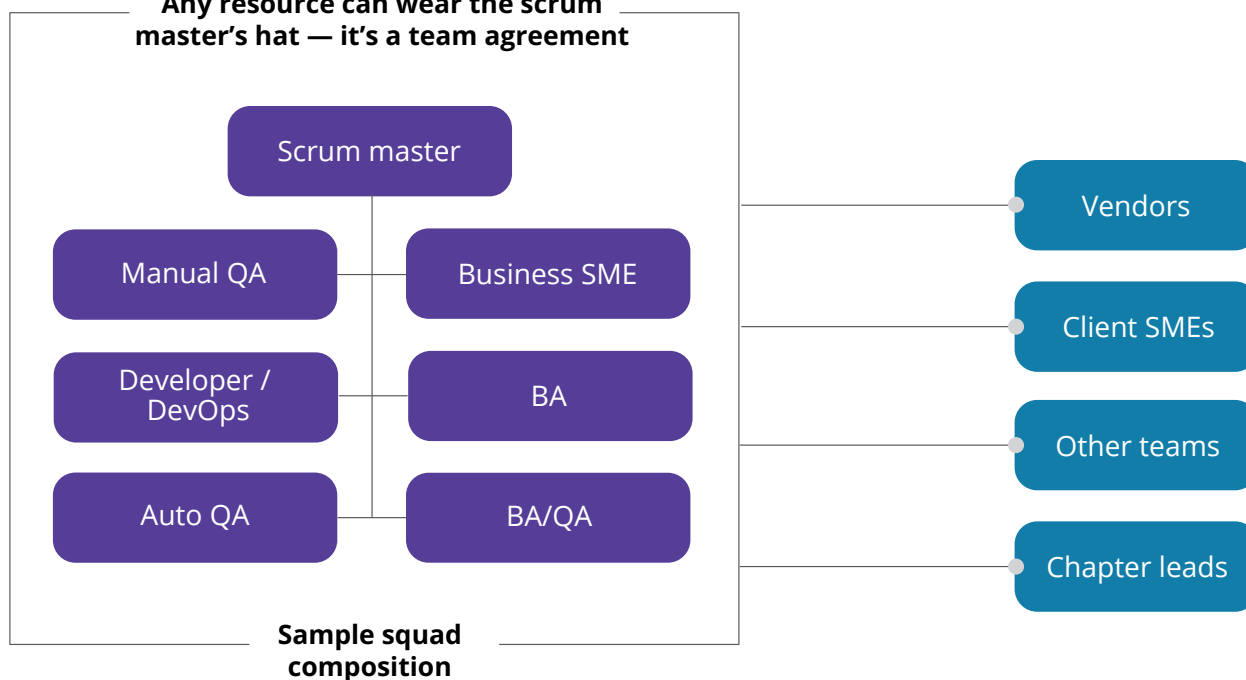 Any resource can wear the scrum
master’s hat — it’s a team agreement
Scrum master
Manual QA
Business SME
Developer /
DevOps
BA
Auto QA
BA/QA
Sample squad
composition
Vendors
Client SMEs
Other teams
Chapter leads